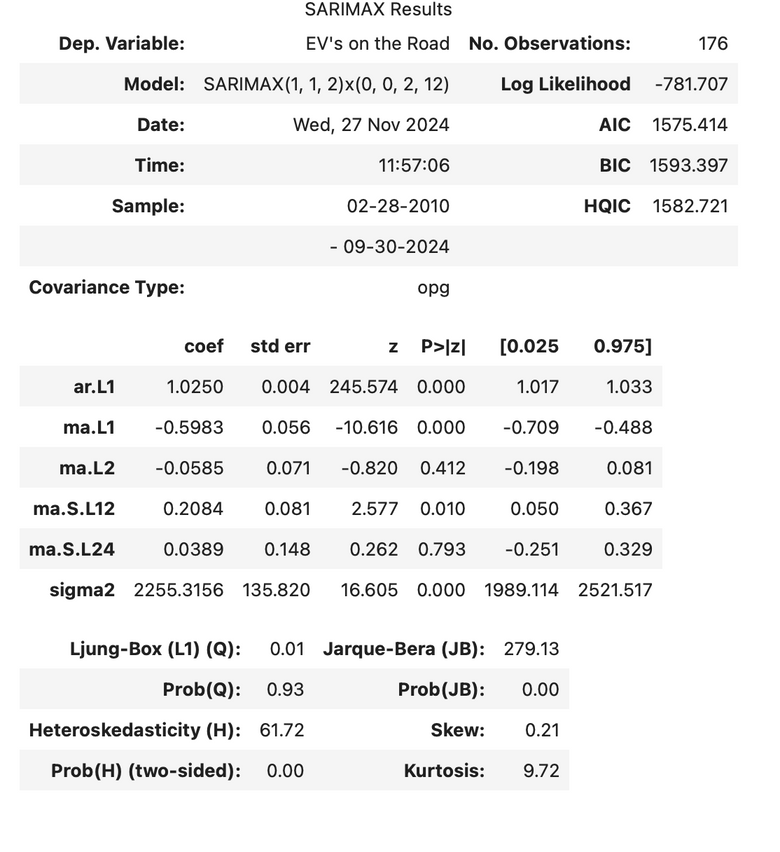 SARIMAX Results
Dep. Variable: EV's on the Road No. Observations: 176
Model: SARIMAX(1, 1, 2)x(0, 0, 2, 12) Log Likelihood -781.707
Date: Wed, 27 Nov 2024 AIC 1575.414
Time: 11:57:06 BIC 1593.397
Sample: 02-28-2010 HQIC 1582.721
- 09-30-2024
Covariance Type: opg
coef std err z P>|z| [0.025 0.975]
ar.L1 1.0250 0.004 245.574 0.000 1.017 1.033
ma.L1 -0.5983 0.056 -10.616 0.000 -0.709 -0.488
ma.L2 -0.0585 0.071 -0.820 0.412 -0.198 0.081
ma.S.L12 0.2084 0.081 2.577 0.010 0.050 0.367
ma.S.L24 0.0389 0.148 0.262 0.793 -0.251 0.329
sigma2 2255.3156 135.820 16.605 0.000 1989.114 2521.517
Ljung-Box (L1) (Q): 0.01 Jarque-Bera (JB): 279.13
Prob(Q): 0.93 Prob(JB): 0.00
Heteroskedasticity (H): 61.72 Skew: 0.21
Prob(H) (two-sided): 0.00 Kurtosis: 9.72